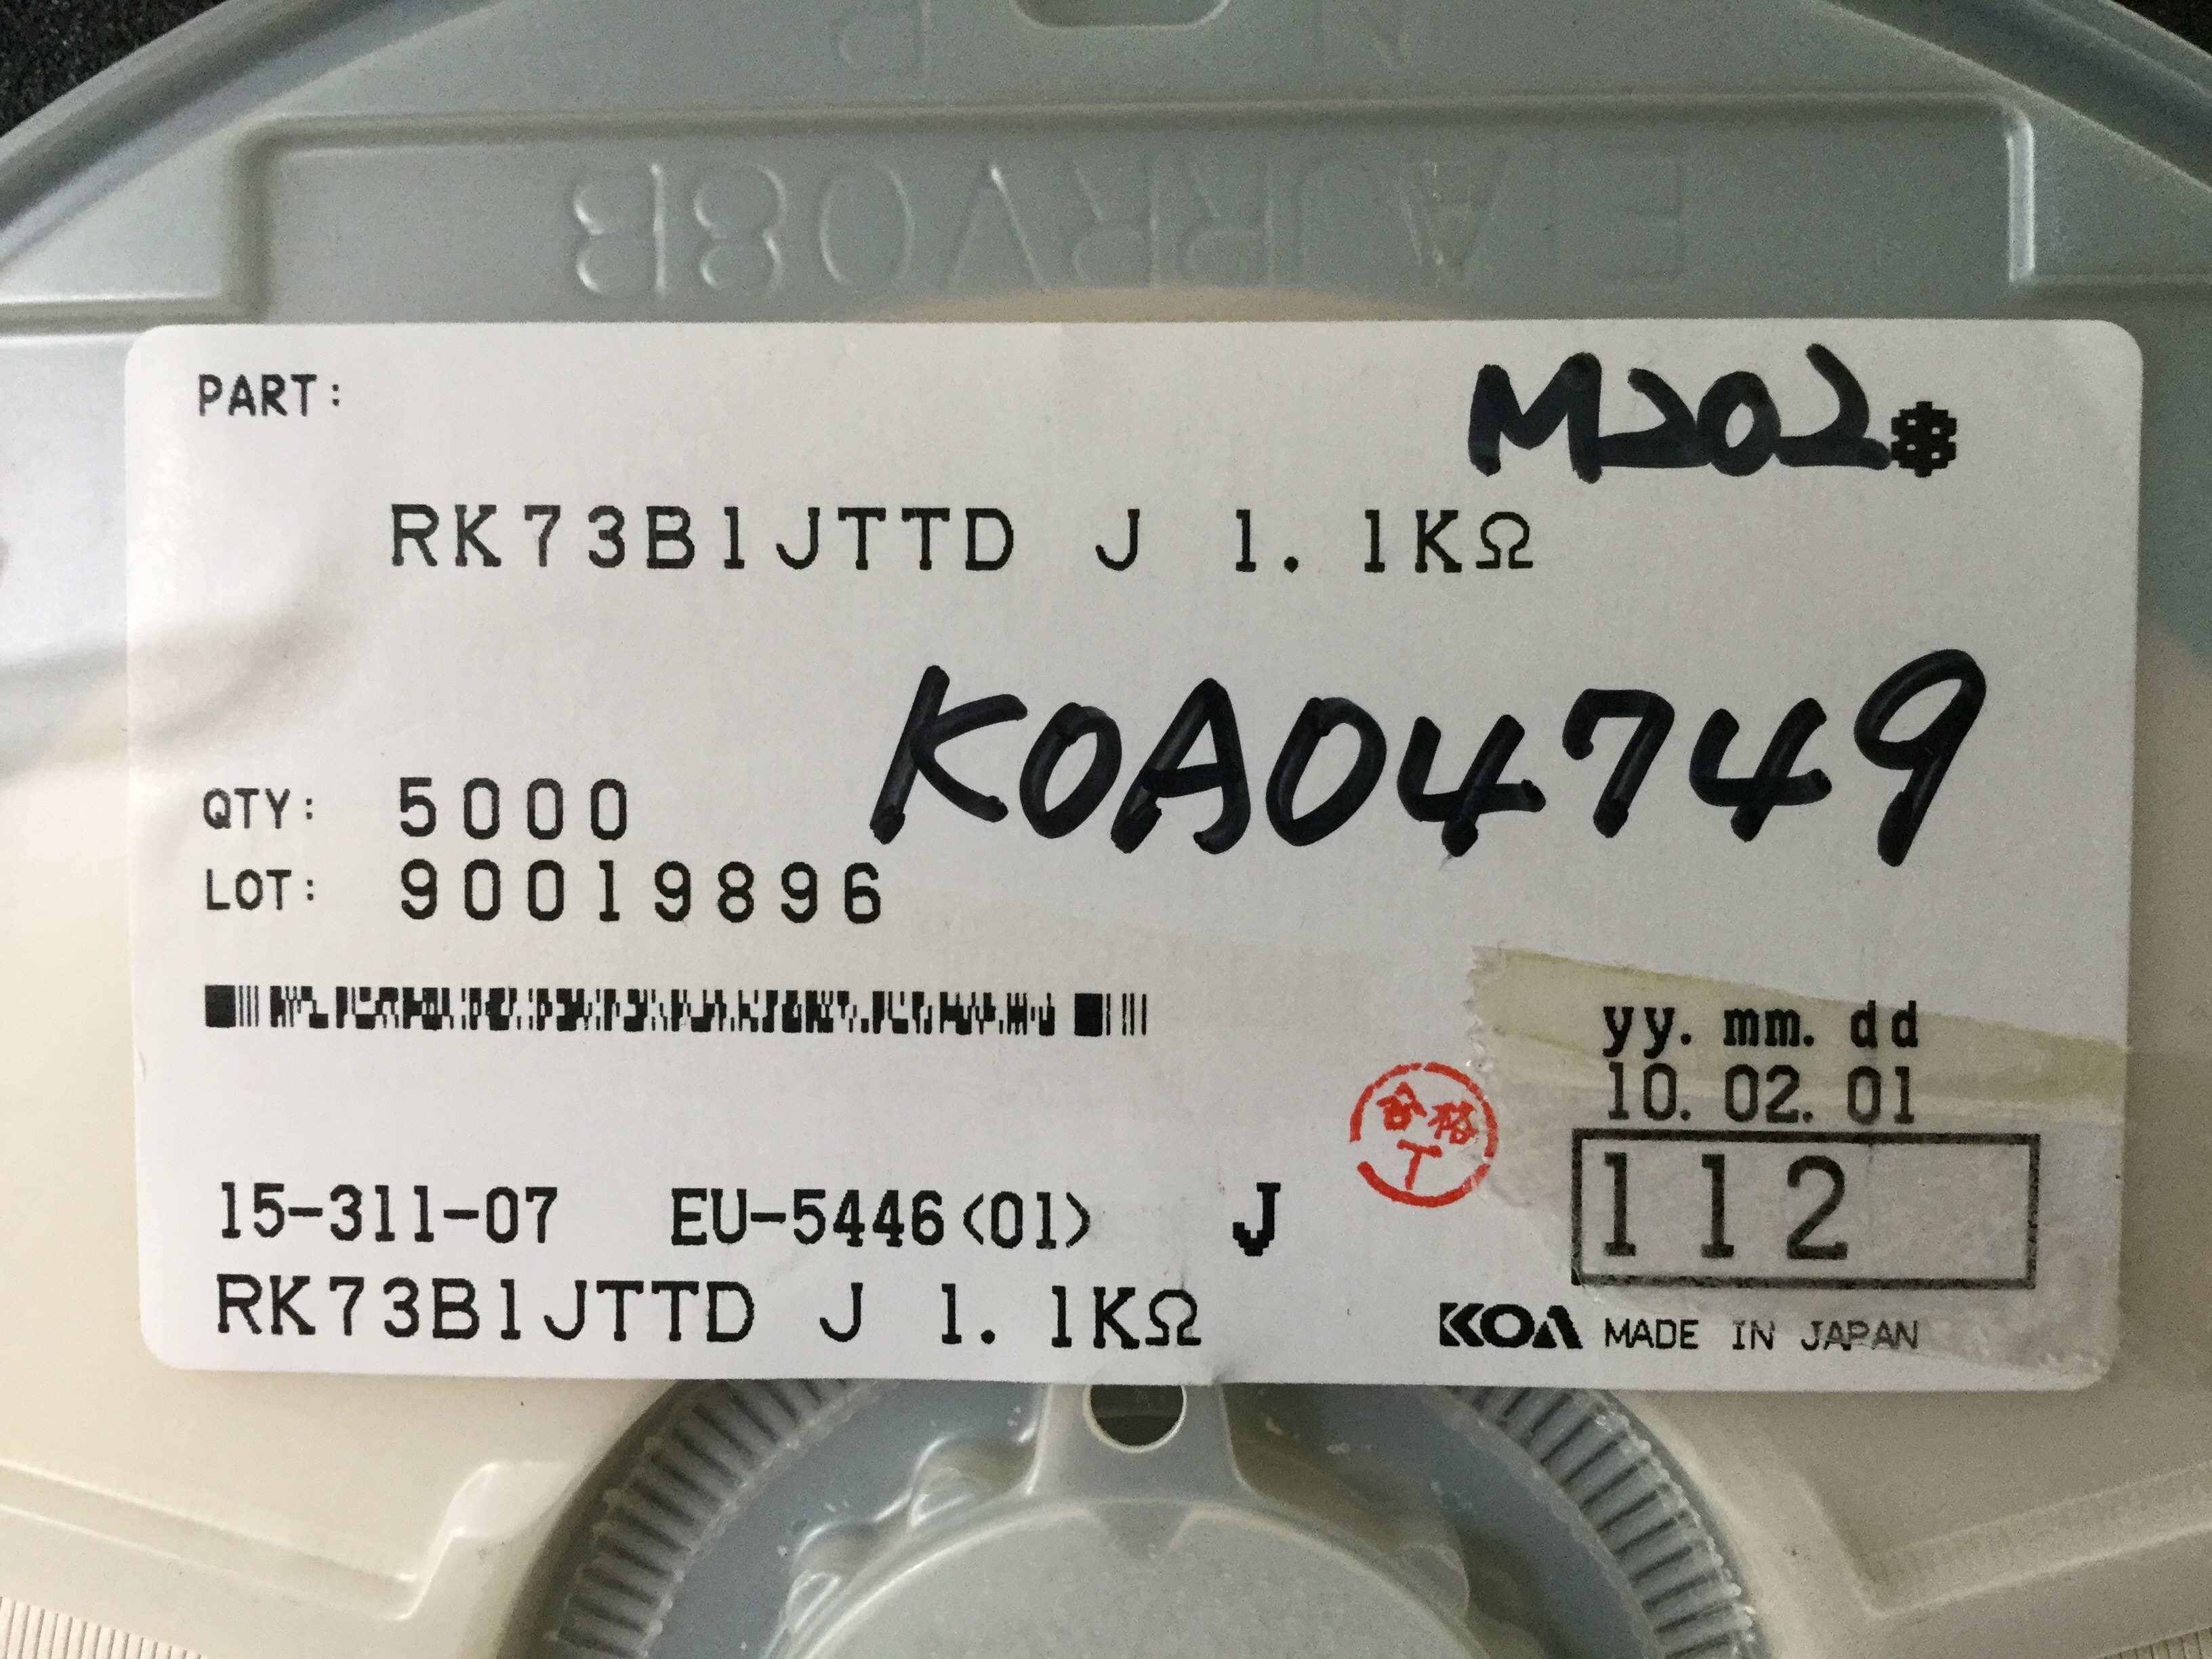 EIAJRRV08B
PART:
M202*
RK73B1JTTD J 1.1KΩ
KOA04749
QTY: 5000
LOT: 90019896
yy.mm.dd
10.02.01
合格
T
112
15-311-07 EU-5446<01> J
RK73B1JTTD J 1.1KΩ
KOA MADE IN JAPAN